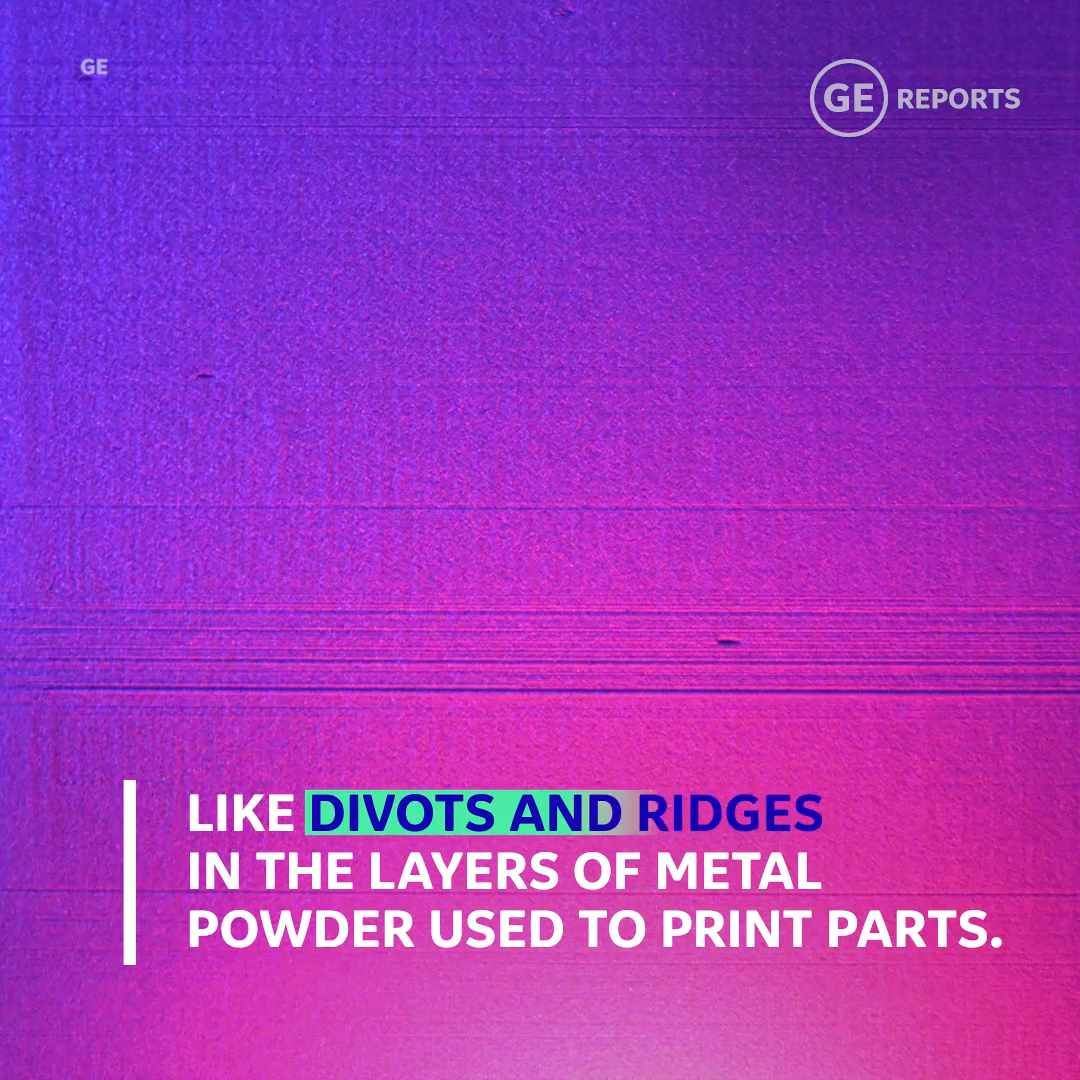 GE
GE REPORTS
LIKE DIVOTS AND RIDGES
IN THE LAYERS OF METAL
POWDER USED TO PRINT PARTS.